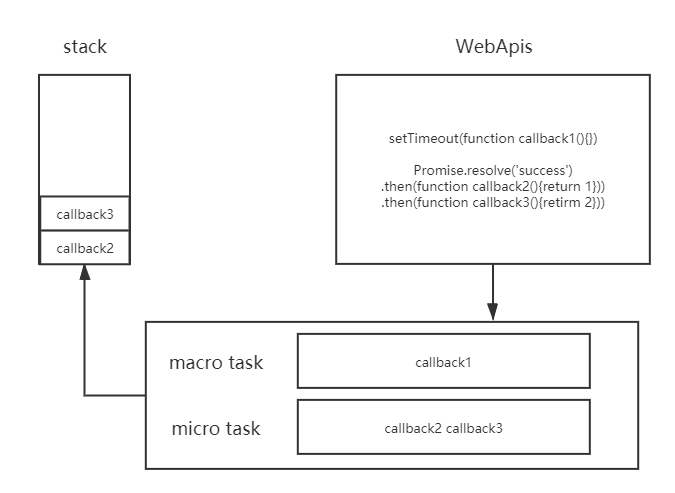 stack
WebApis
setTimeout(function callback1(){})
Promise.resolve('success')
.then(function callback2(){return 1}))
.then(function callback3(){retirm 2}))
callback3
callback2
macro task
callback1
micro task
callback2 callback3